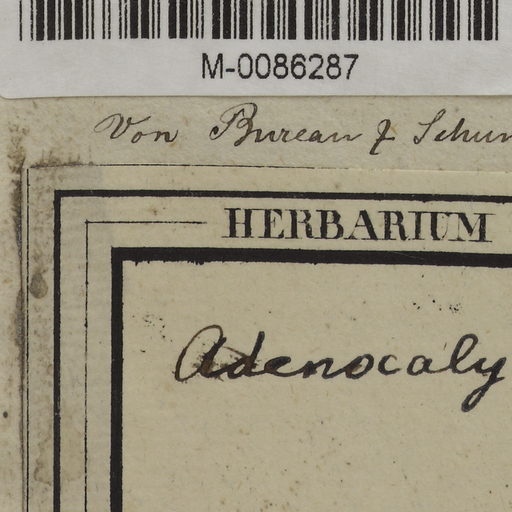 M-0086287
Von Bureau & Schum
HERBARIUM
Adenocaly